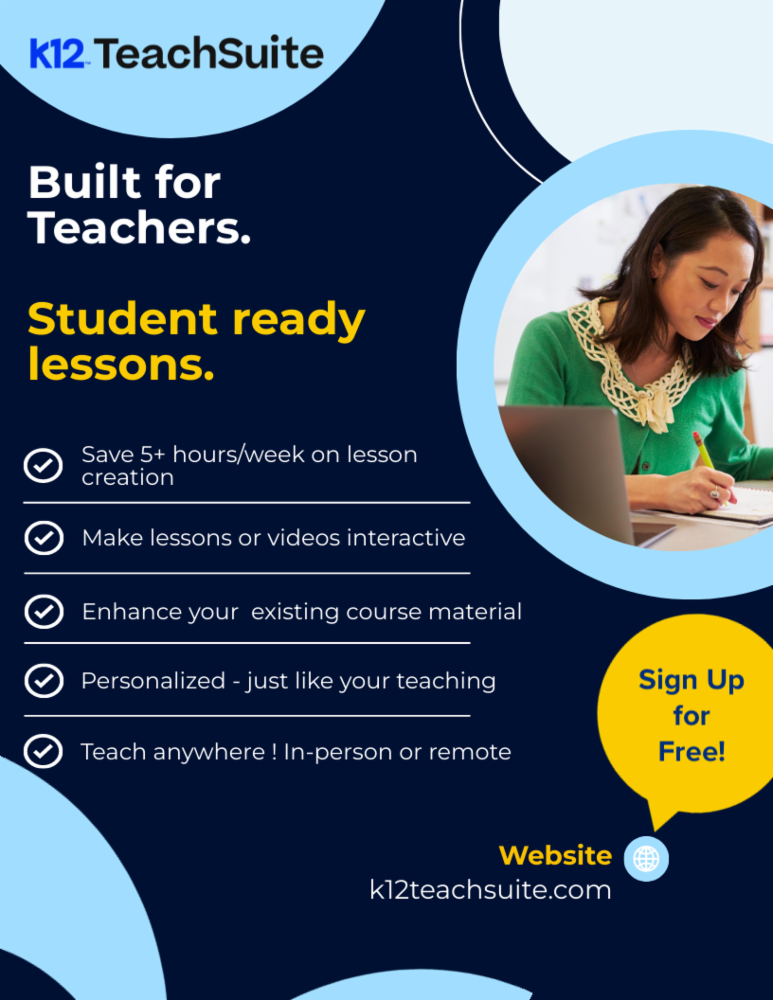 k12™ TeachSuite
Built for
Teachers.
Student ready
lessons.
Save 5+ hours/week on lesson
creation
Make lessons or videos interactive
Enhance your  existing course material
Personalized - just like your teaching
Teach anywhere ! In-person or remote
Sign Up
for
Free!
Website
k12teachsuite.com